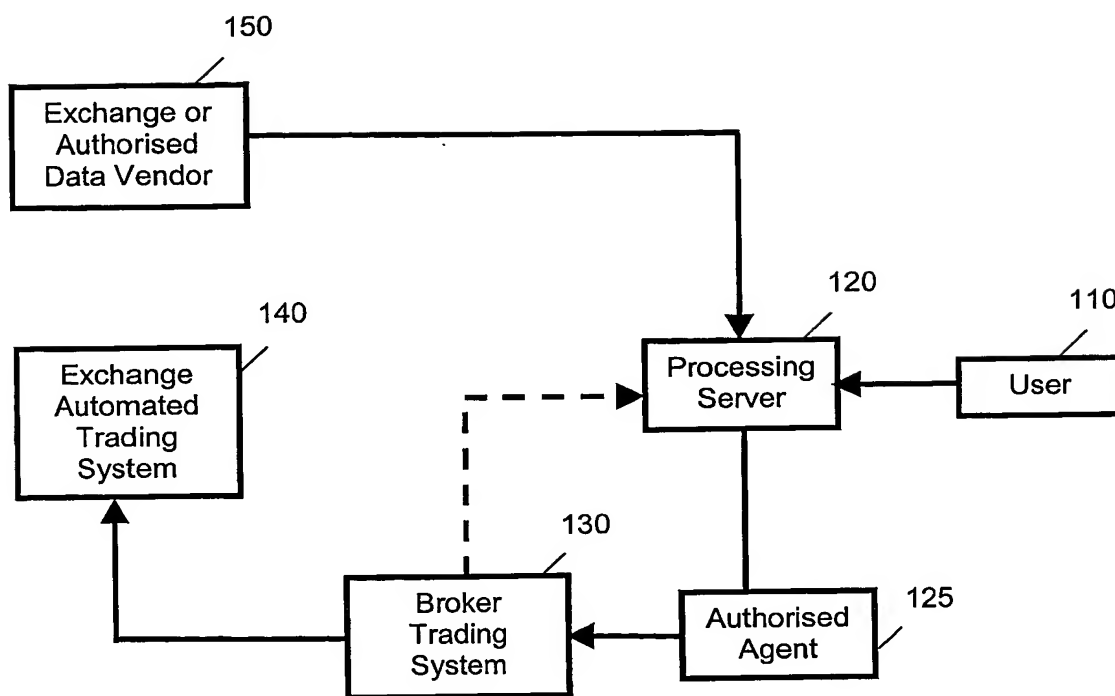 150
Exchange or
Authorised
Data Vendor
120
110
140
Processing
Server
User
Exchange
Automated
Trading
System
130
125
Broker
Trading
System
Authorised
Agent